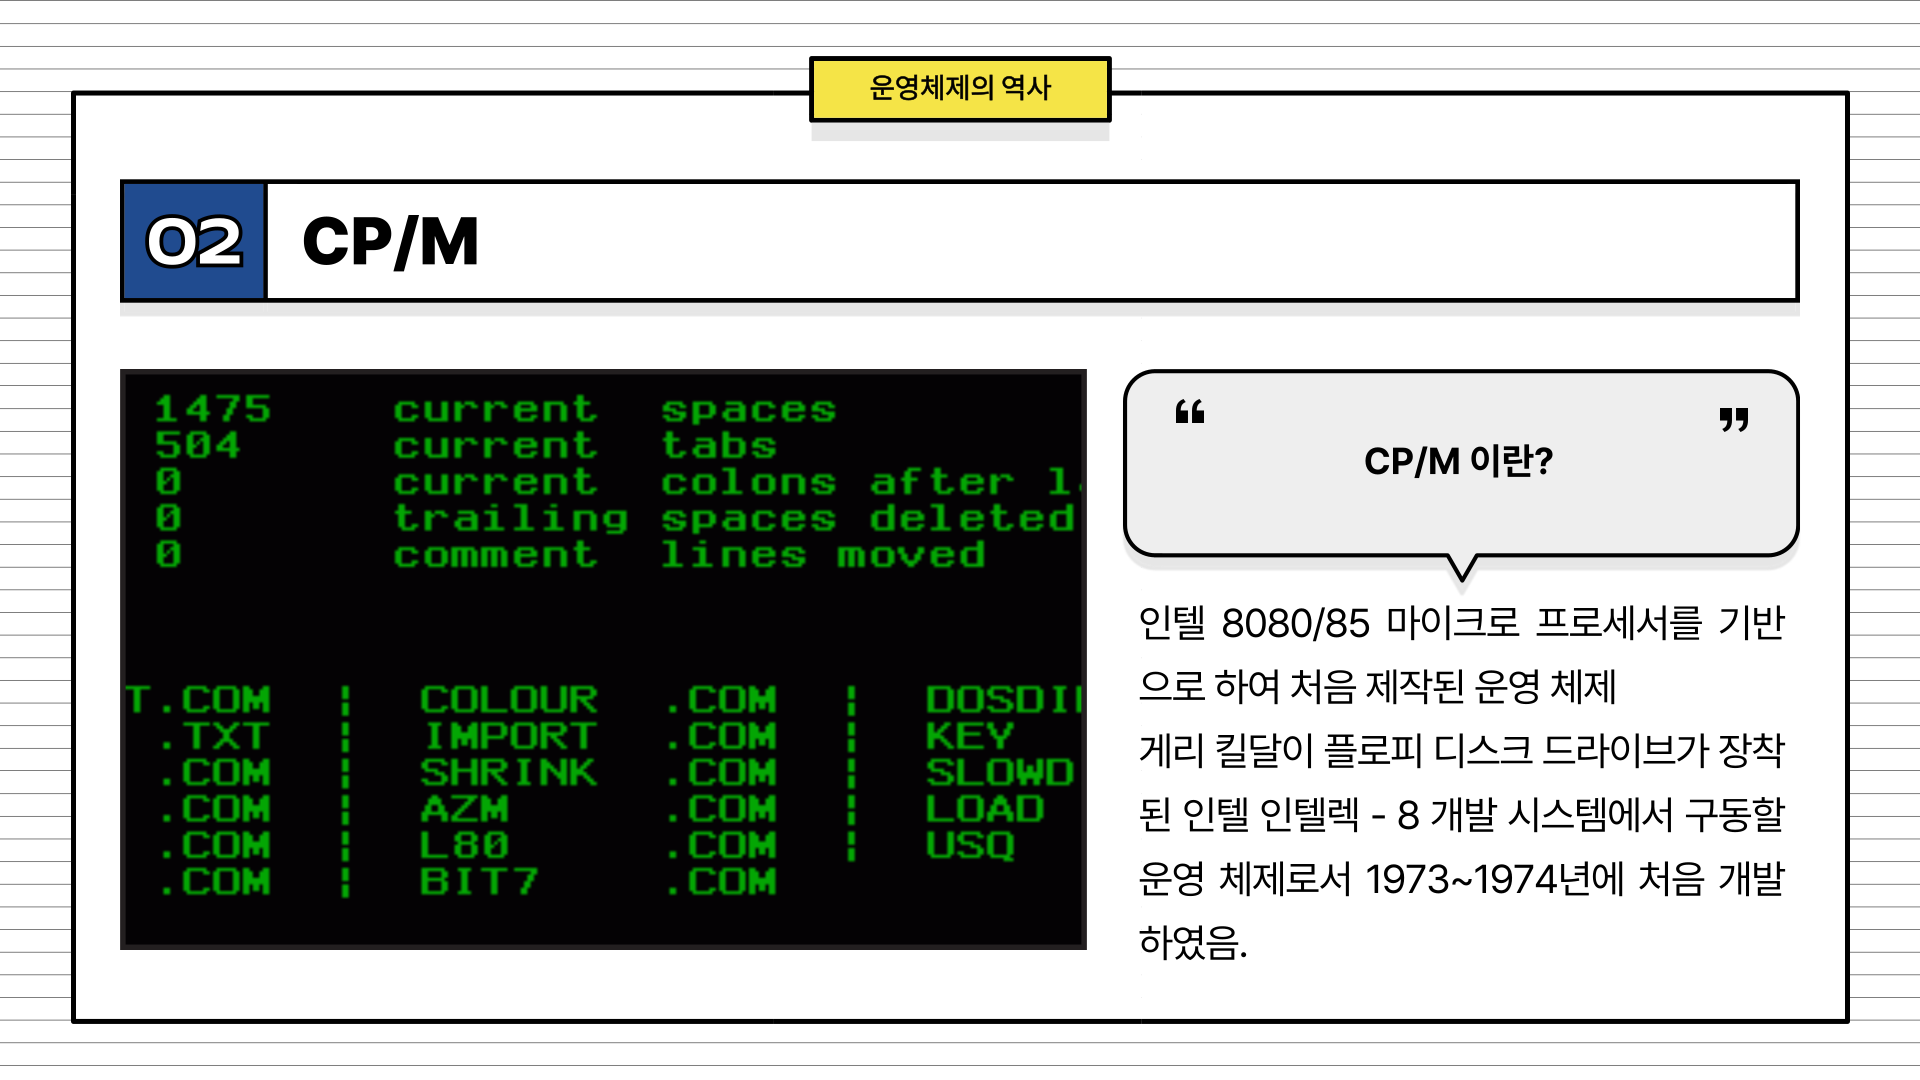 운영체제의 역사
02 CP/M
1475 current spaces
504 current tabs
0 current colons after
0 trailing spaces deleted
0 comment lines moved
T.COM ¦ COLOUR .COM ¦
.TXT ¦ IMPORT .COM ¦ KEY
.COM ¦ SHRINK .COM ¦ SLOWD
.COM ¦ AZM .COM ¦ LOAD
.COM ¦ L80 .COM ¦ USQ
.COM ¦ BIT7 .COM
“ ”
CP/M 이란?
인텔 8080/85 마이크로 프로세서를 기반
으로 하여 처음 제작된 운영 체제
게리 킬달이 플로피 디스크 드라이브가 장착
된 인텔 인텔렉 - 8 개발 시스템에서 구동할
운영 체제로서 1973~1974년에 처음 개발
하였음.